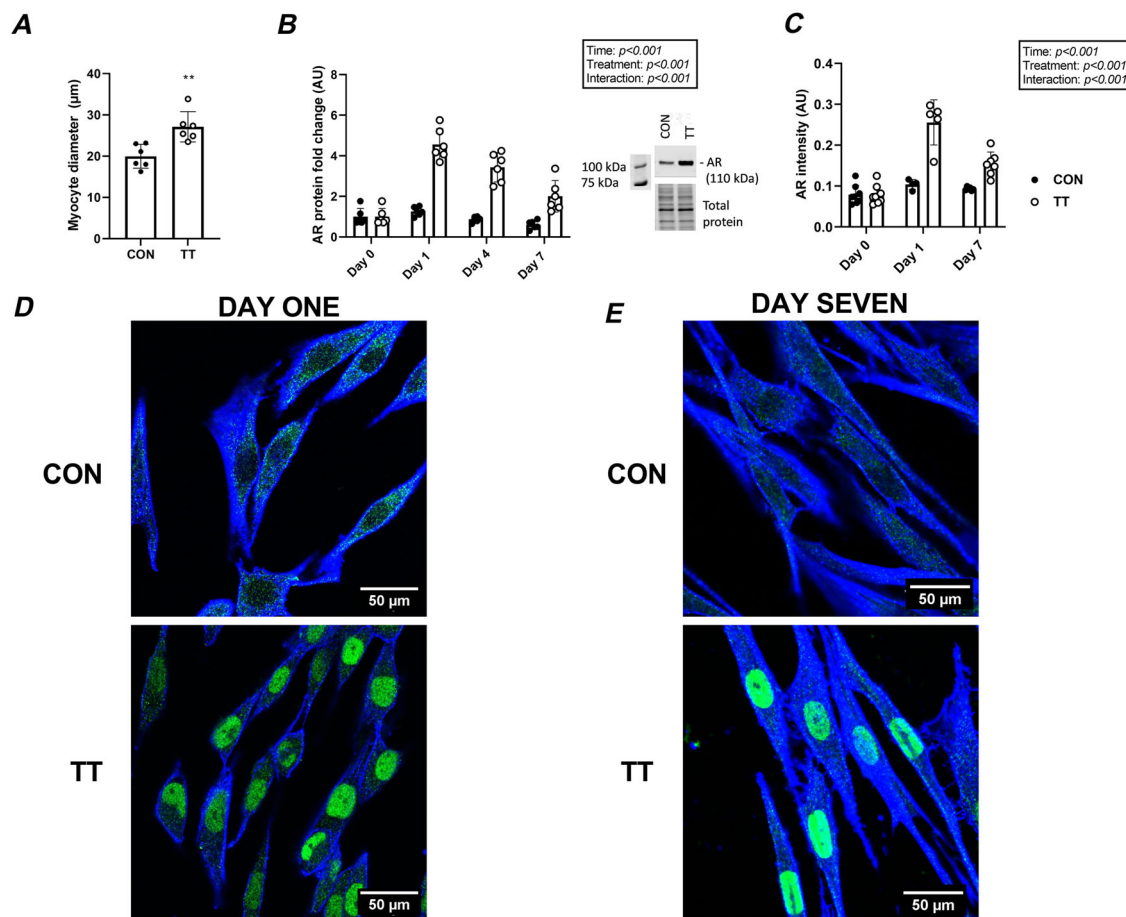 A
Myocyte diameter (µm)
40
30
20
10
0
**
CON
TT
B
AR protein fold change (AU)
8
6
4
2
0
Day 0
Day 1
Day 4
Day 7
Time: p<0.001
Treatment: p<0.001
Interaction: p<0.001
CON
TT
100 kDa
75 kDa
- AR
(110 kDa)
Total
protein
C
AR intensity (AU)
0.4
0.3
0.2
0.1
0.0
Day 0
Day 1
Day 7
Time: p<0.001
Treatment: p<0.001
Interaction: p<0.001
CON
TT
D
DAY ONE
CON
50 µm
TT
50 µm
E
DAY SEVEN
CON
50 µm
TT
50 µm